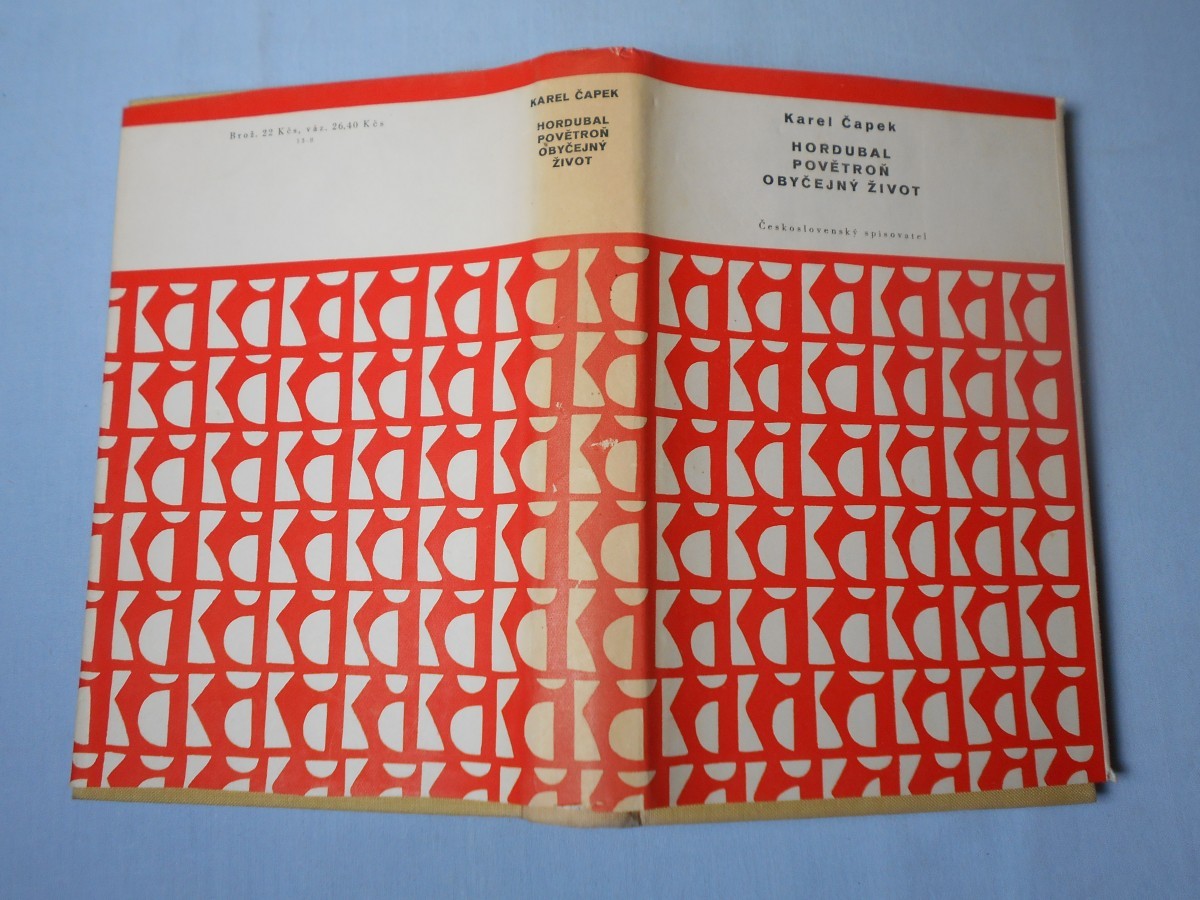 Brož. 22 Kčs, váz. 26,40 Kčs
KAREL ČAPEK
HORDUBAL
POVĚTROŇ
OBYČEJNÝ
ŽIVOT
Karel Čapek
HORDUBAL
POVĚTROŇ
OBYČEJNÝ ŽIVOT
Československý spisovatel